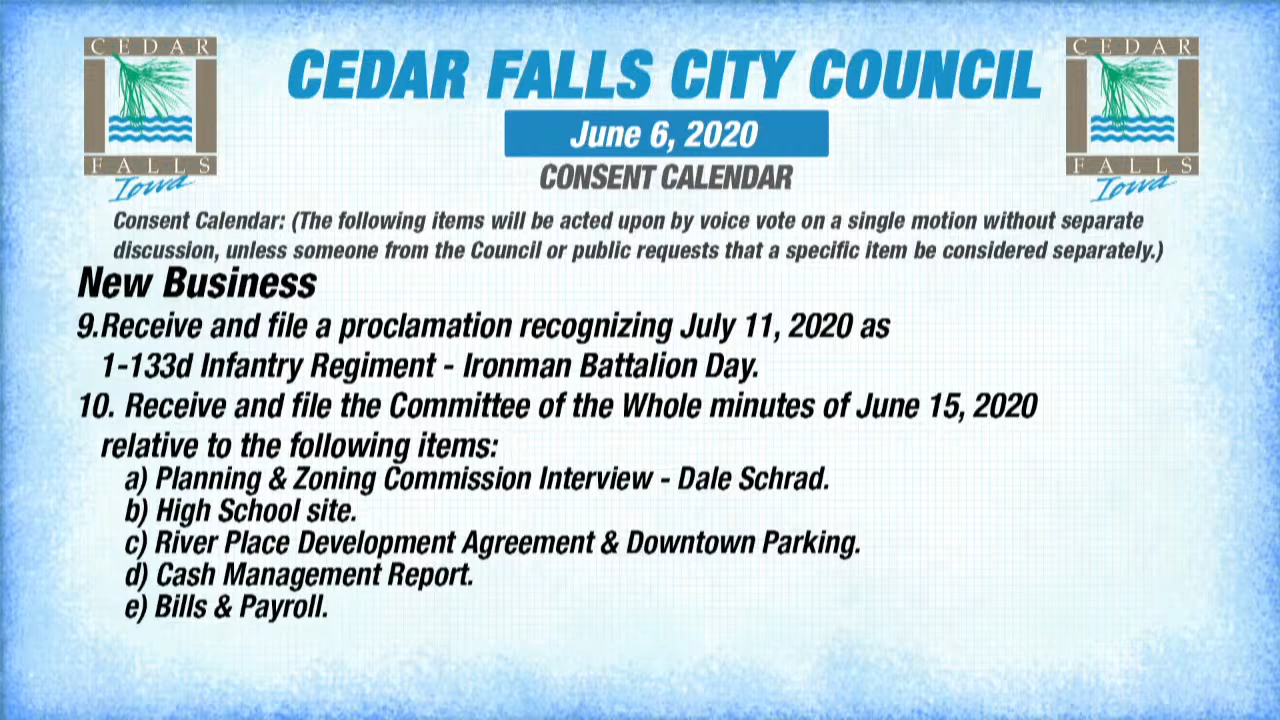 CEDAR
FALLS
Iowa
CEDAR FALLS CITY COUNCIL
June 6, 2020
CONSENT CALENDAR
CEDAR
FALLS
Iowa
Consent Calendar: (The following items will be acted upon by voice vote on a single motion without separate
discussion, unless someone from the Council or public requests that a specific item be considered separately.)
New Business
9.Receive and file a proclamation recognizing July 11, 2020 as
1-133d Infantry Regiment - Ironman Battalion Day.
10. Receive and file the Committee of the Whole minutes of June 15, 2020
relative to the following items:
a) Planning & Zoning Commission Interview - Dale Schrad.
b) High School site.
c) River Place Development Agreement & Downtown Parking.
d) Cash Management Report.
e) Bills & Payroll.